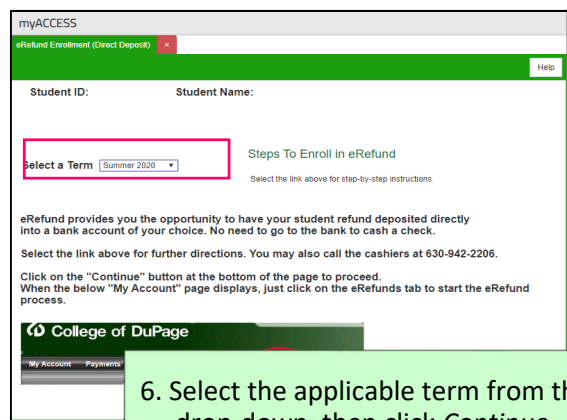 myACCESS
eRefund Enrollment (Direct Deposit) ×
Help
Student ID: Student Name:
Select a Term Summer 2020
Steps To Enroll in eRefund
Select the link above for step-by-step instructions.
eRefund provides you the opportunity to have your student refund deposited directly
into a bank account of your choice. No need to go to the bank to cash a check.
Select the link above for further directions. You may also call the cashiers at 630-942-2206.
Click on the "Continue" button at the bottom of the page to proceed.
When the below "My Account" page displays, just click on the eRefunds tab to start the eRefund
process.
College of DuPage
My Account Payments
6. Select the applicable term from th
drop down, then click Continue